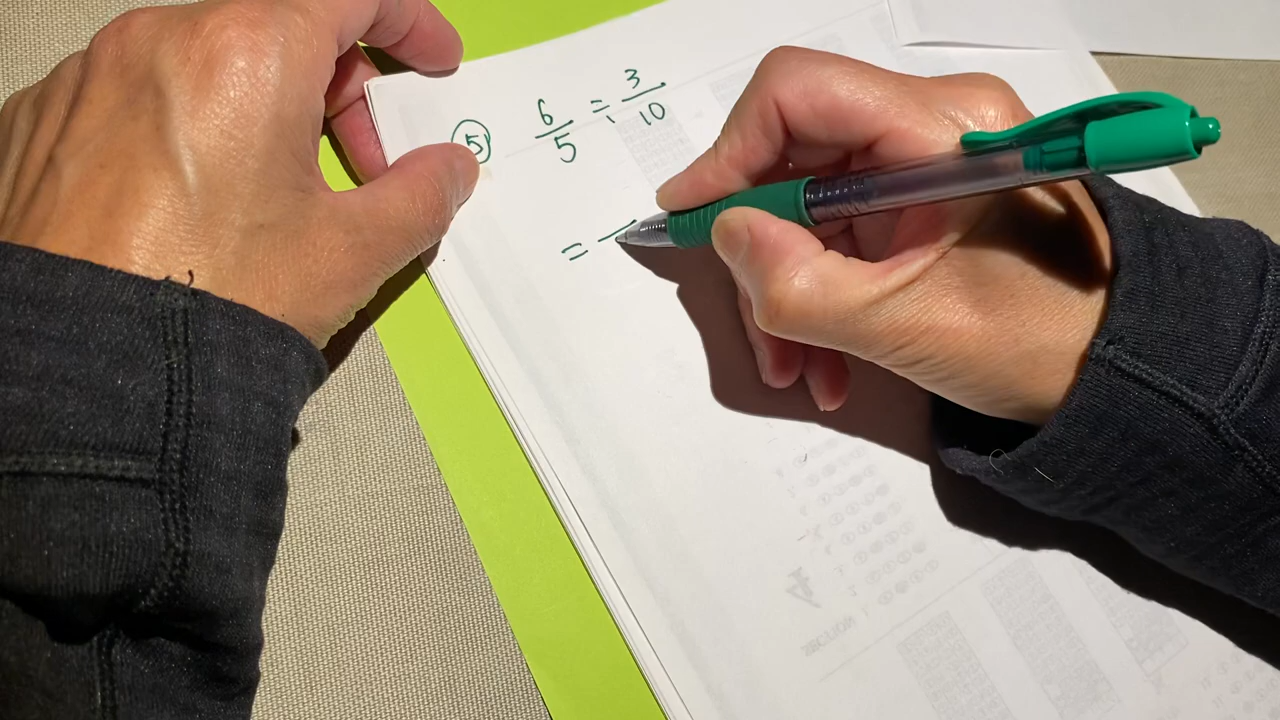 ⑤ 6/5 ÷ 3/10
=